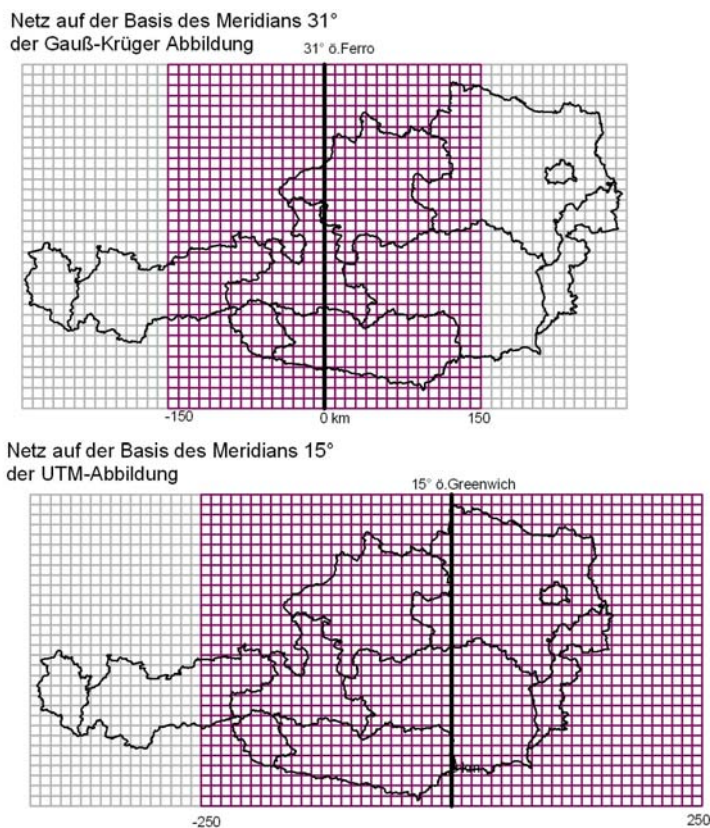 Netz auf der Basis des Meridians 31°
der Gauß-Krüger Abbildung
31° ö.Ferro
-150
0 km
150
Netz auf der Basis des Meridians 15°
der UTM-Abbildung
15° ö.Greenwich
-250
250